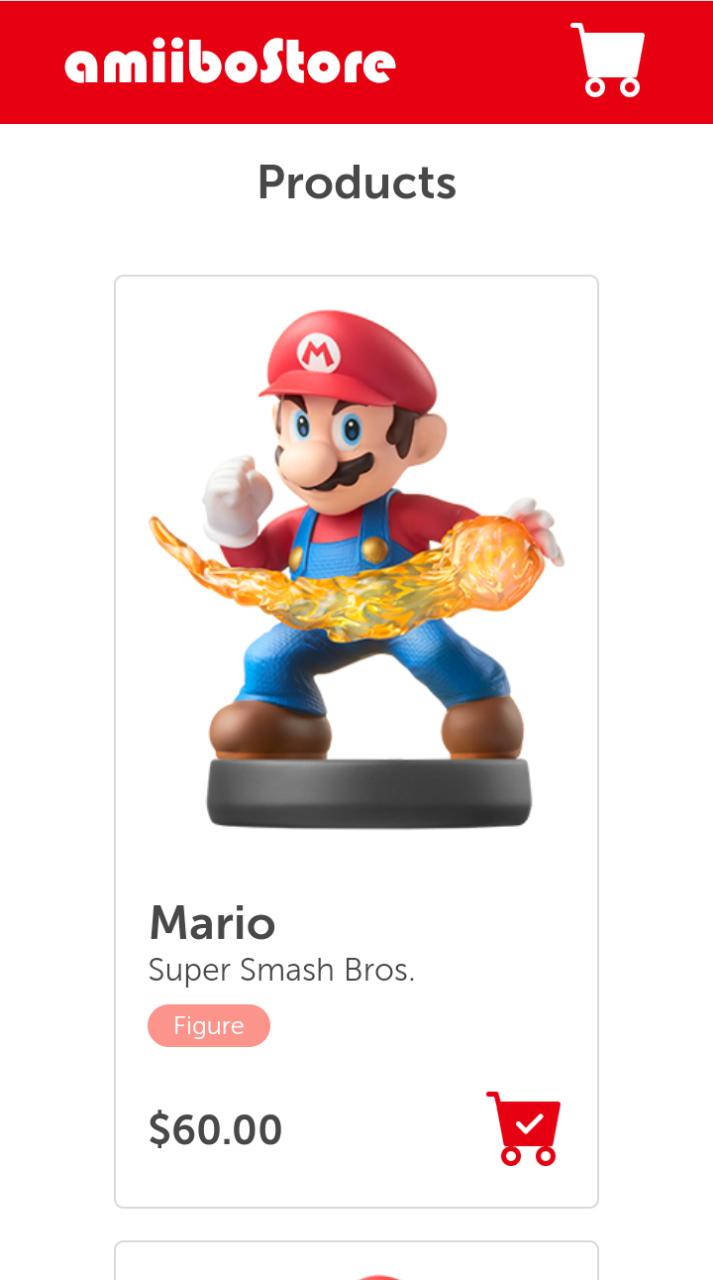 amiiboStore
Products
M
Mario
Super Smash Bros.
Figure
$60.00